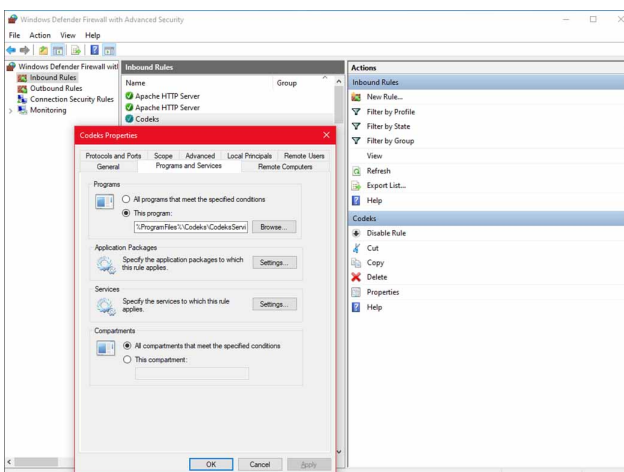 Windows Defender Firewall with Advanced Security
File Action View Help
Windows Defender Firewall witl
Inbound Rules
Outbound Rules
Connection Security Rules
Monitoring
Inbound Rules
Name Group
Apache HTTP Server
Apache HTTP Server
Codeks
Codeks Properties
Protocols and Ports Scope Advanced Local Principals Remote Users
General Programs and Services Remote Computers
Programs
All programs that meet the specified conditions
This program:
%ProgramFiles%\Codeks\CodeksServi Browse...
Application Packages
Specify the application packages to which
this rule applies. Settings...
Services
Specify the services to which this rule
applies. Settings...
Compartments
All compartments that meet the specified conditions
This compartment:
OK Cancel Apply
Actions
Inbound Rules
New Rule...
Filter by Profile
Filter by State
Filter by Group
View
Refresh
Export List...
Help
Codeks
Disable Rule
Cut
Copy
Delete
Properties
Help